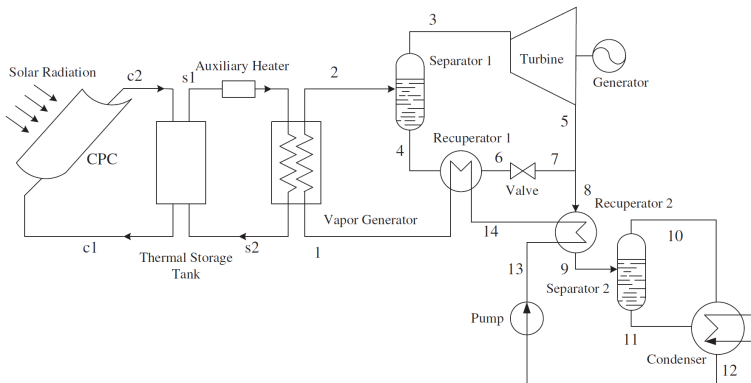 3
Solar Radiation
c2
s1
Auxiliary Heater
2
Separator 1
Turbine
Generator
CPC
4
Recuperator 1
5
6
7
Valve
8
Recuperator 2
Vapor Generator
14
10
c1
Thermal Storage
Tank
s2
1
13
9
Separator 2
Pump
11
Condenser
12